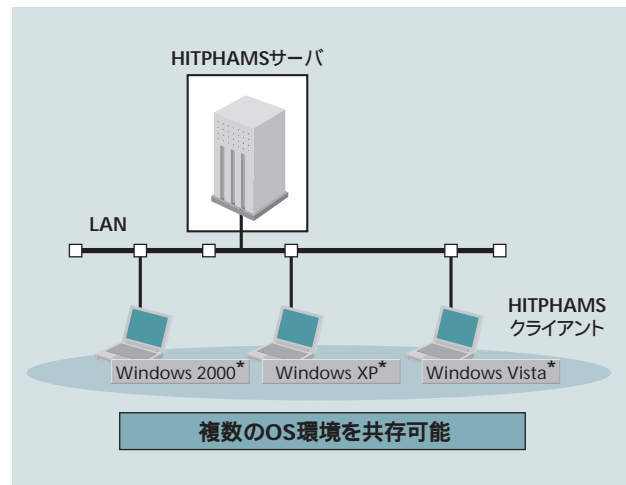 HITPHAMSサーバ
LAN
HITPHAMS
クライアント
Windows 2000*
Windows XP*
Windows Vista*
複数のOS環境を共存可能